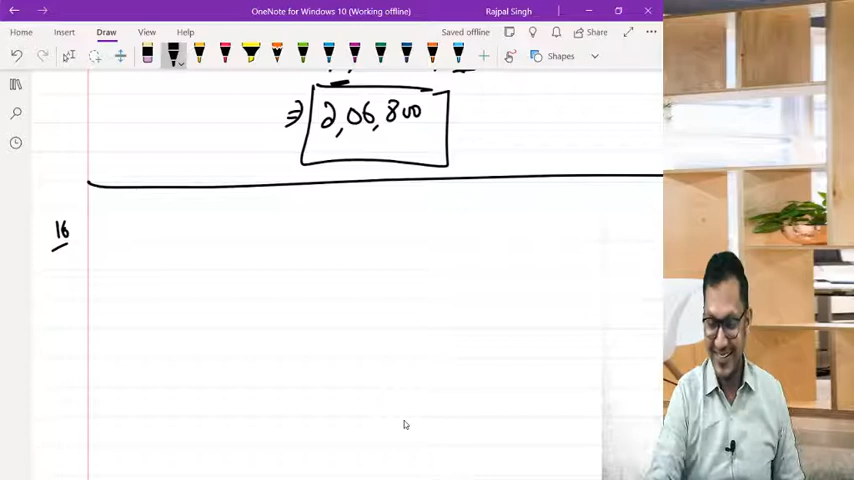 OneNote for Windows 10 (Working offline)
Rajpal Singh
Home Insert Draw View Help
Saved offline
Share
Shapes
⇒ 2,06,800
16